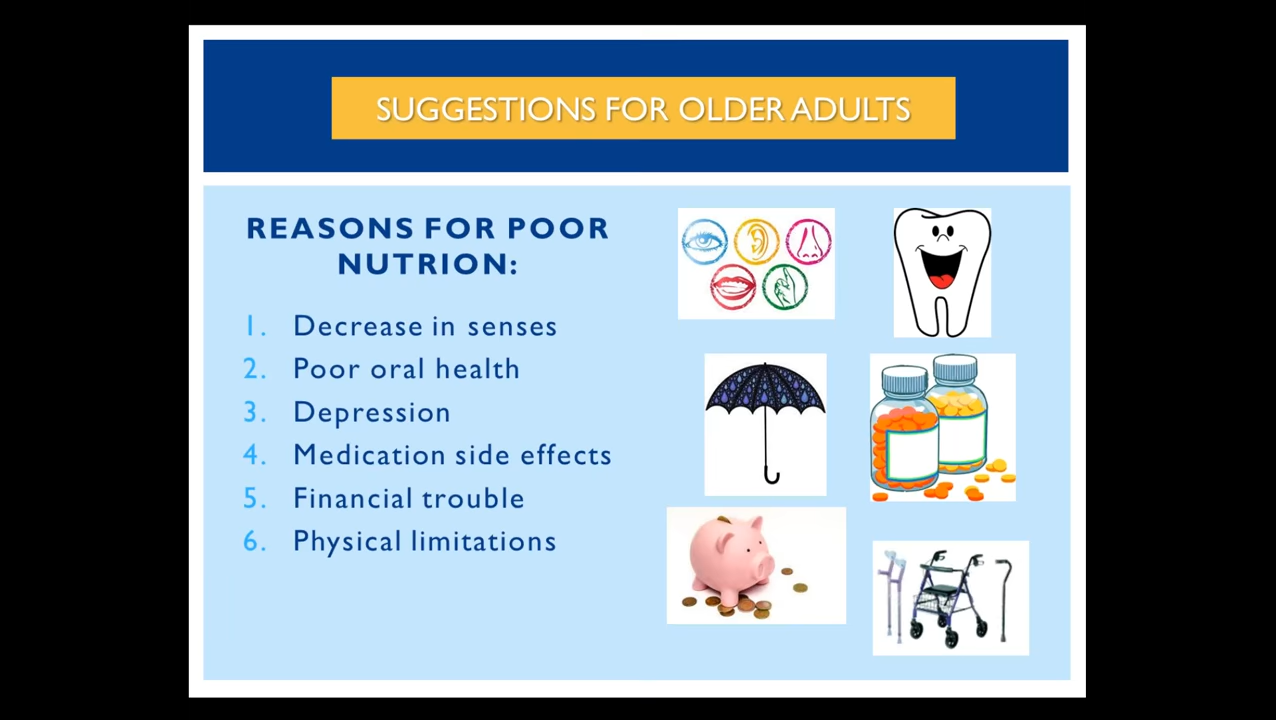 SUGGESTIONS FOR OLDER ADULTS
REASONS FOR POOR
NUTRION:
1. Decrease in senses
2. Poor oral health
3. Depression
4. Medication side effects
5. Financial trouble
6. Physical limitations